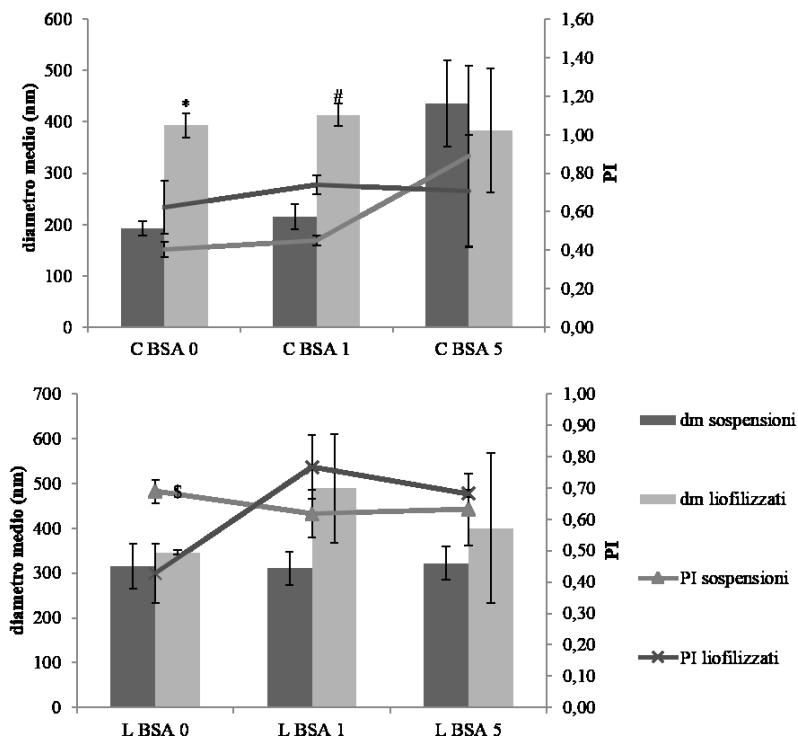 600
500
400
300
200
100
0
diametro medio (nm)
1,60
1,40
1,20
1,00
0,80
0,60
0,40
0,20
0,00
PI
*
#
C BSA 0
C BSA 1
C BSA 5
700
600
500
400
300
200
100
0
diametro medio (nm)
1,00
0,90
0,80
0,70
0,60
0,50
0,40
0,30
0,20
0,10
0,00
PI
$
L BSA 0
L BSA 1
L BSA 5
dm sospensioni
dm liofilizzati
PI sospensioni
PI liofilizzati